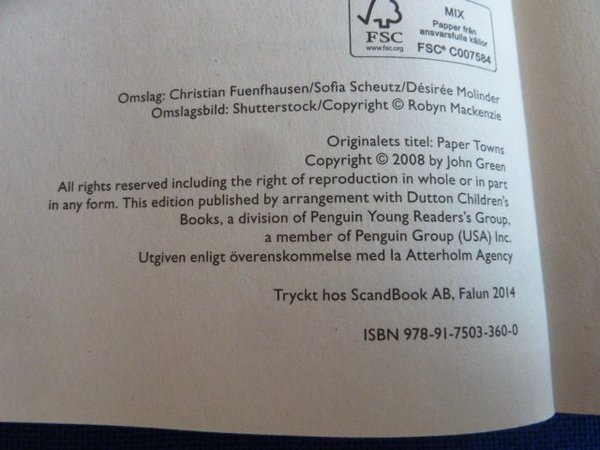 FSC
www.fsc.org
MIX
Papper från
ansvarsfulla källor
FSC® C007584
Omslag: Christian Fuenfhausen/Sofia Scheutz/Désirée Molinder
Omslagsbild: Shutterstock/Copyright © Robyn Mackenzie
Originalets titel: Paper Towns
Copyright © 2008 by John Green
All rights reserved including the right of reproduction in whole or in part
in any form. This edition published by arrangement with Dutton Children's
Books, a division of Penguin Young Readers's Group,
a member of Penguin Group (USA) Inc.
Utgiven enligt överenskommelse med Ia Atterholm Agency
Tryckt hos ScandBook AB, Falun 2014
ISBN 978-91-7503-360-0